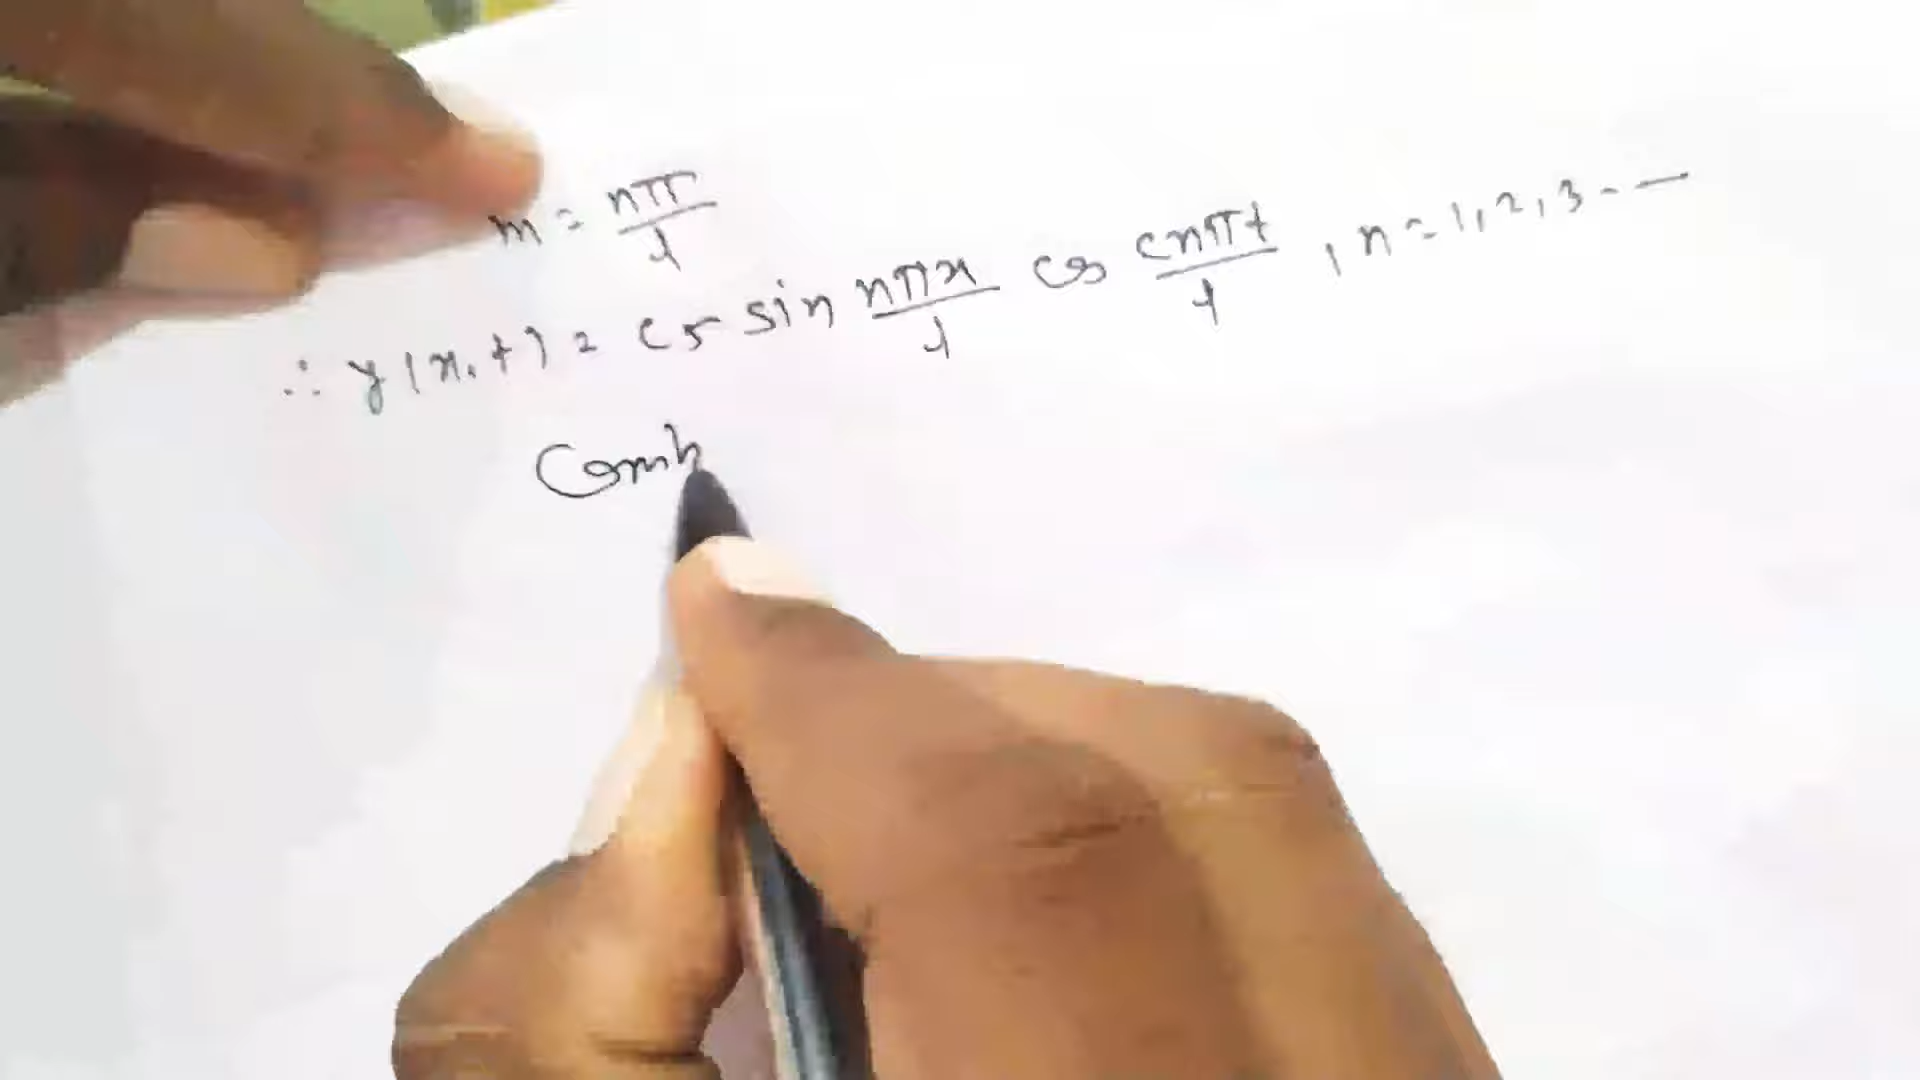 m = nπ/l
∴ y(x,t) = c5 sin nπx/l cos cnπt/l , n = 1, 2, 3 - —
Comb